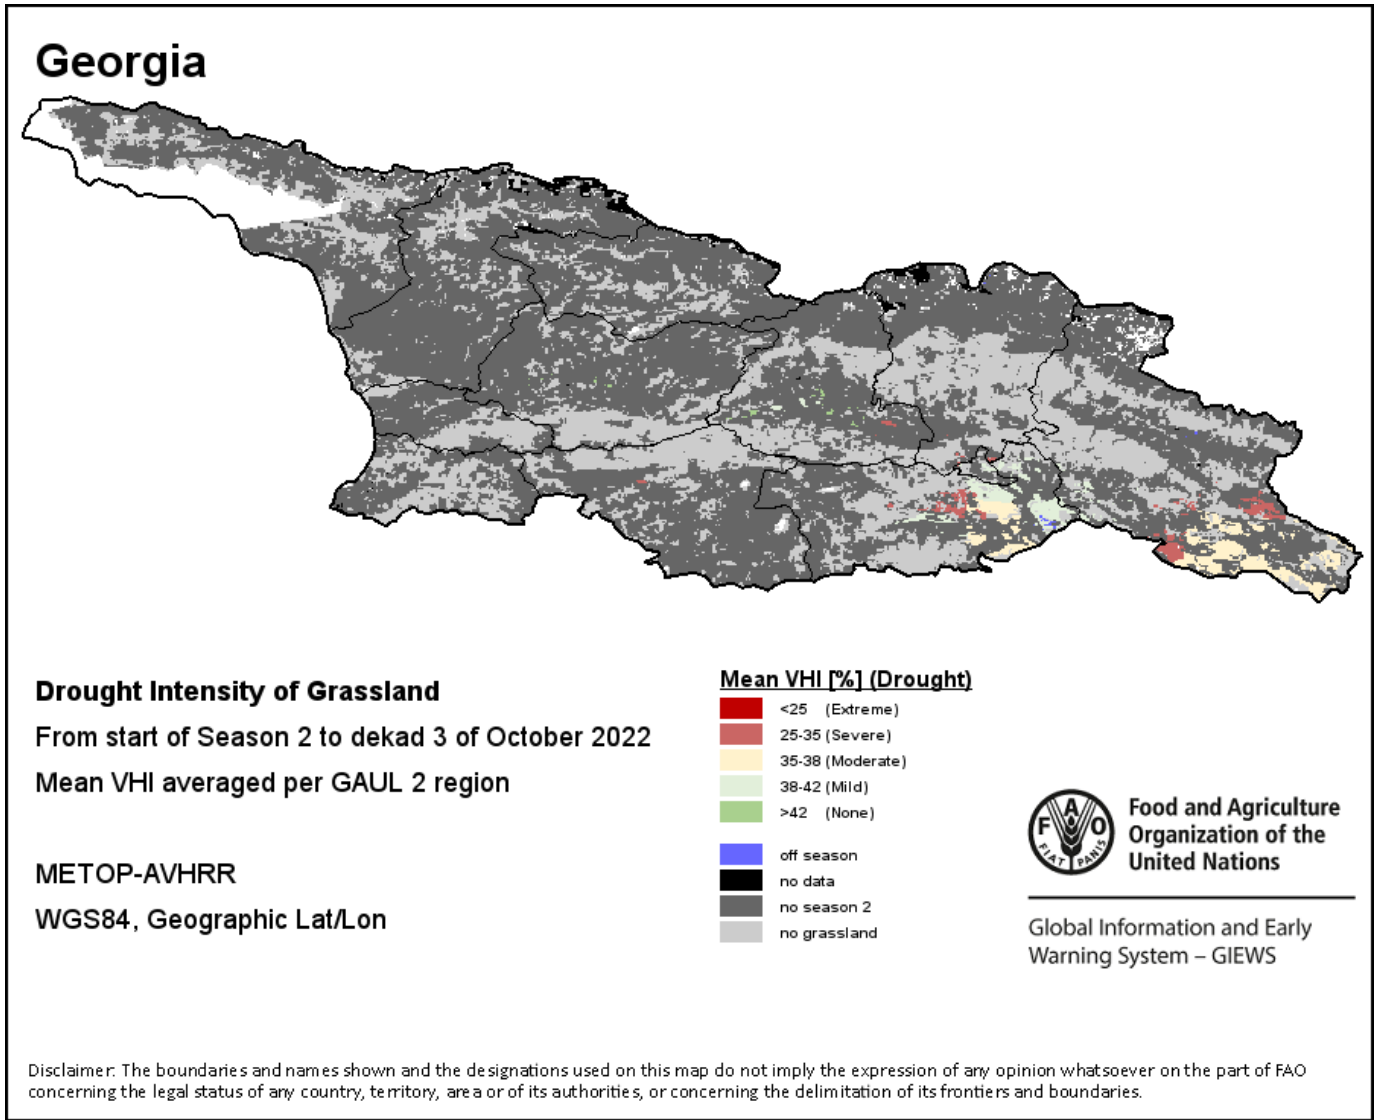 Georgia
Drought Intensity of Grassland
From start of Season 2 to dekad 3 of October 2022
Mean VHI averaged per GAUL 2 region
METOP-AVHRR
WGS84, Geographic Lat/Lon
Mean VHI [%] (Drought)
<25 (Extreme)
25-35 (Severe)
35-38 (Moderate)
38-42 (Mild)
>42 (None)
off season
no data
no season 2
no grassland
F A O
FIAT PANIS
Food and Agriculture
Organization of the
United Nations
Global Information and Early
Warning System – GIEWS
Disclaimer: The boundaries and names shown and the designations used on this map do not imply the expression of any opinion whatsoever on the part of FAO
concerning the legal status of any country, territory, area or of its authorities, or concerning the delimitation of its frontiers and boundaries.